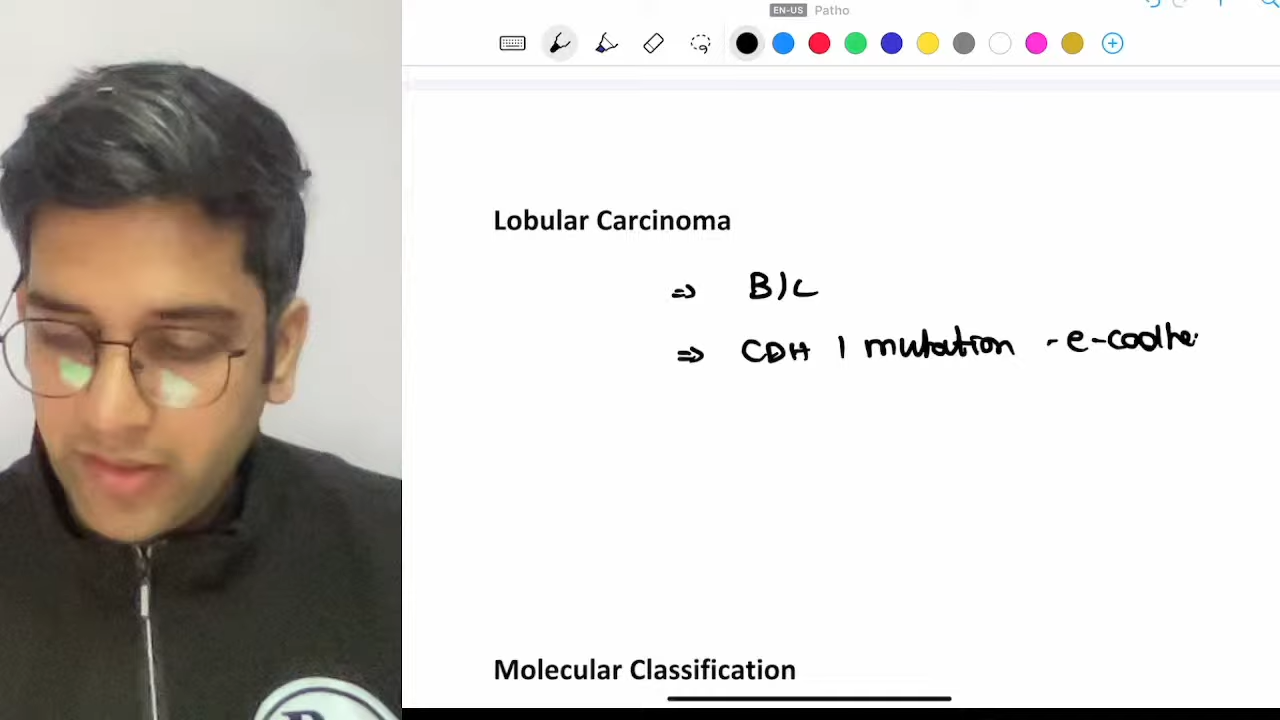 EN-US Patho
Lobular Carcinoma
⇒ B/L
⇒ CDH 1 mutation - e-cadhe
Molecular Classification